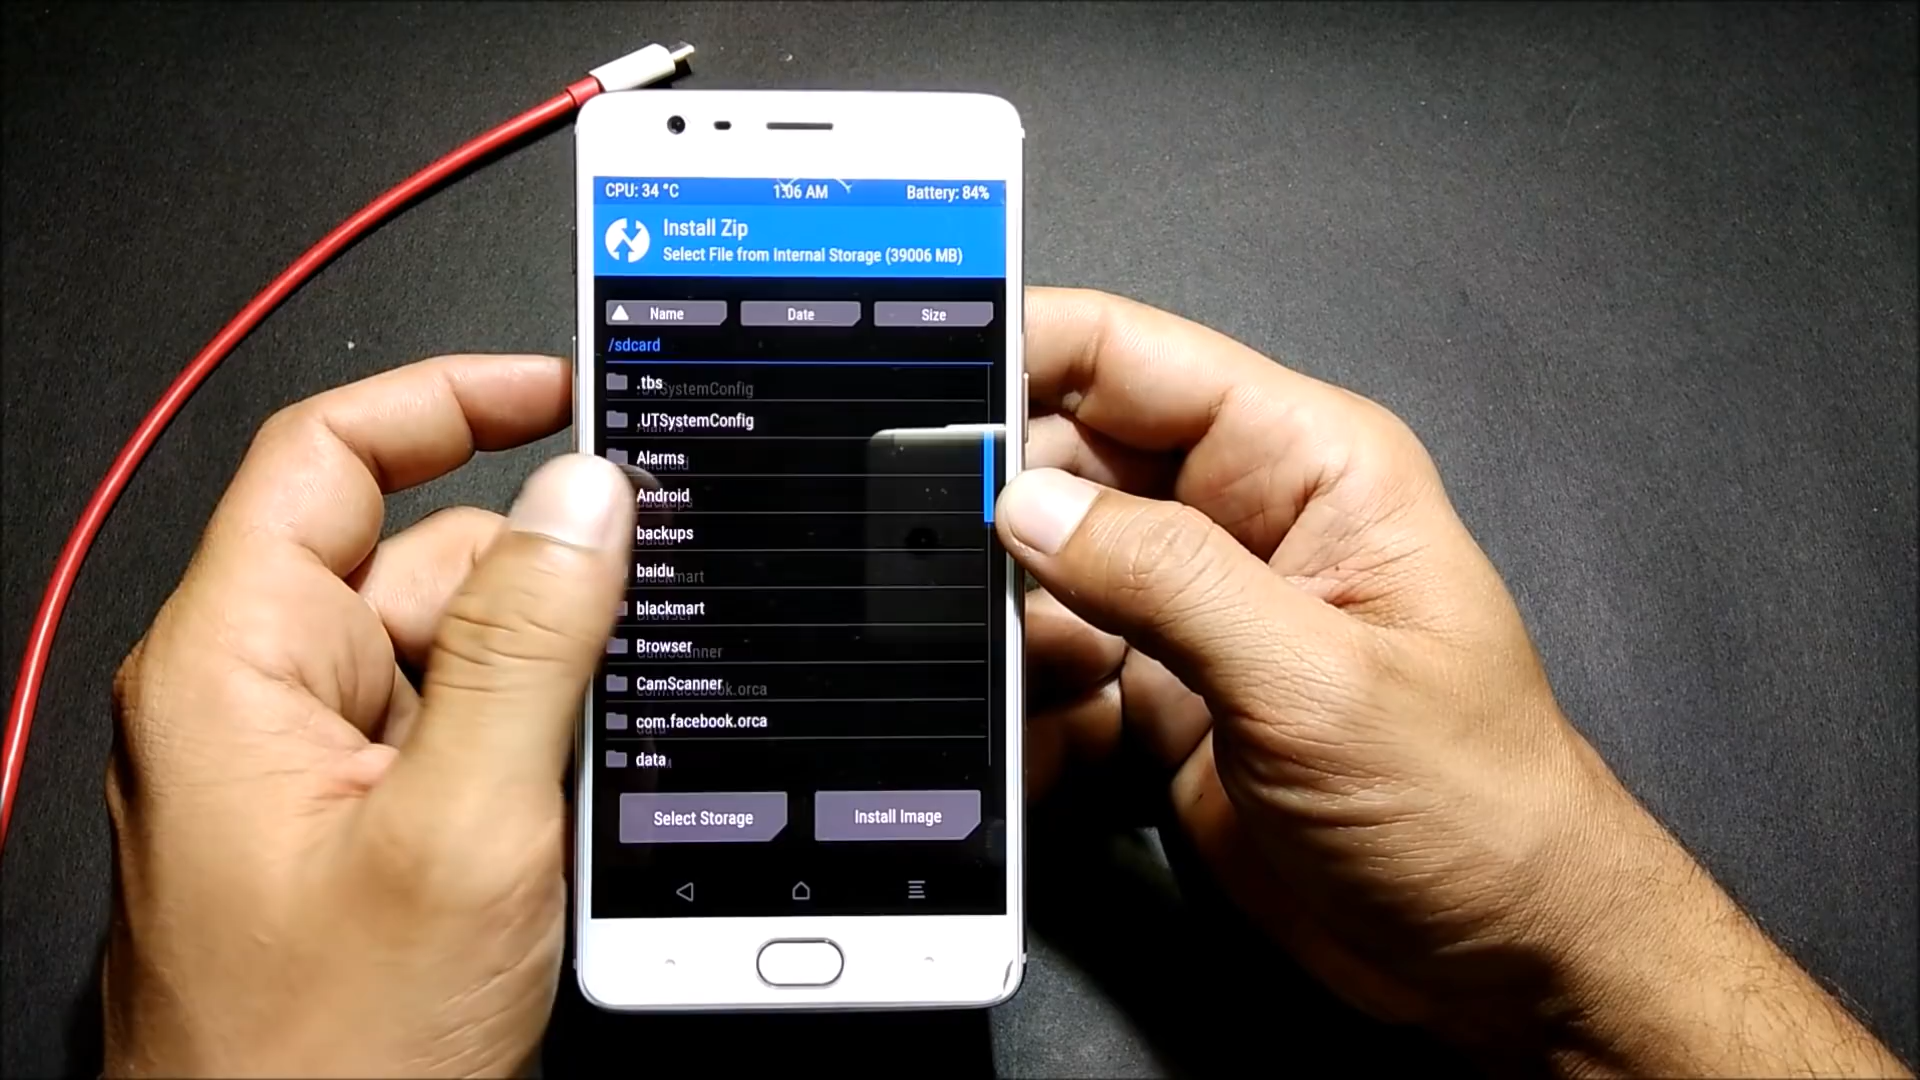 CPU: 34 °C 1:06 AM Battery: 84%
Install Zip
Select File from Internal Storage (39006 MB)
Name Date Size
/sdcard
.tbs
.UTSystemConfig
Alarms
Android
backups
baidu
blackmart
Browser
CamScanner
com.facebook.orca
data
Select Storage Install Image